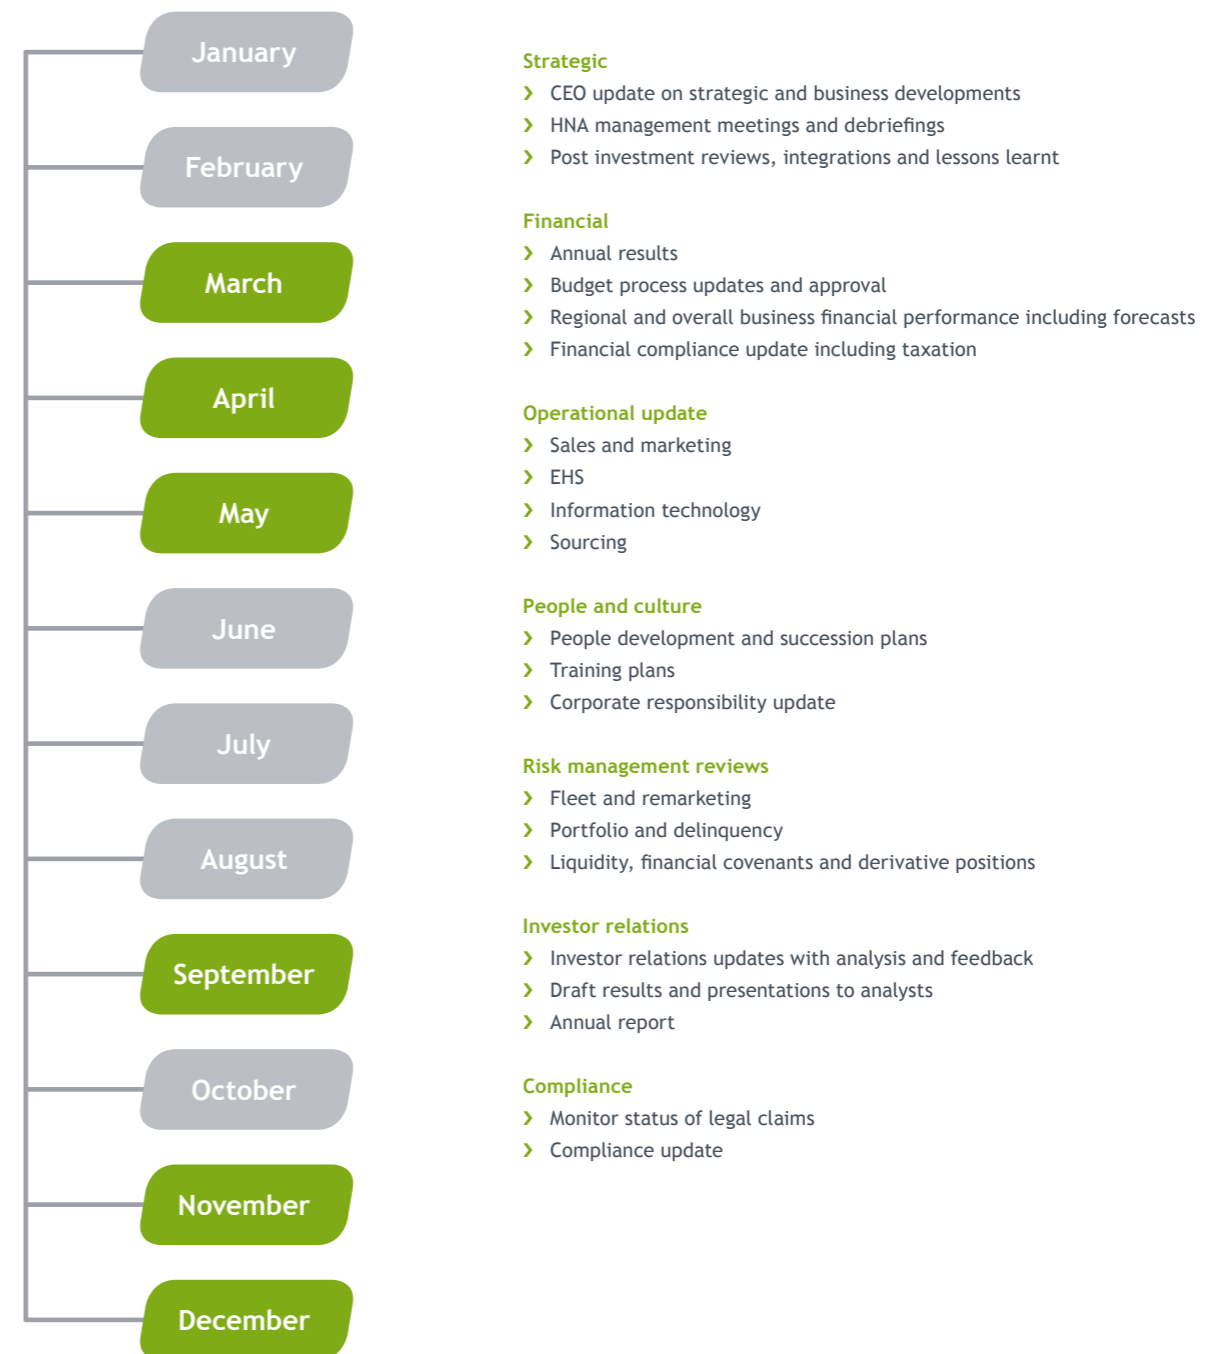 January
February
March
April
May
June
July
August
September
October
November
December
Strategic
› CEO update on strategic and business developments
› HNA management meetings and debriefings
› Post investment reviews, integrations and lessons learnt
Financial
› Annual results
› Budget process updates and approval
› Regional and overall business financial performance including forecasts
› Financial compliance update including taxation
Operational update
› Sales and marketing
› EHS
› Information technology
› Sourcing
People and culture
› People development and succession plans
› Training plans
› Corporate responsibility update
Risk management reviews
› Fleet and remarketing
› Portfolio and delinquency
› Liquidity, financial covenants and derivative positions
Investor relations
› Investor relations updates with analysis and feedback
› Draft results and presentations to analysts
› Annual report
Compliance
› Monitor status of legal claims
› Compliance update